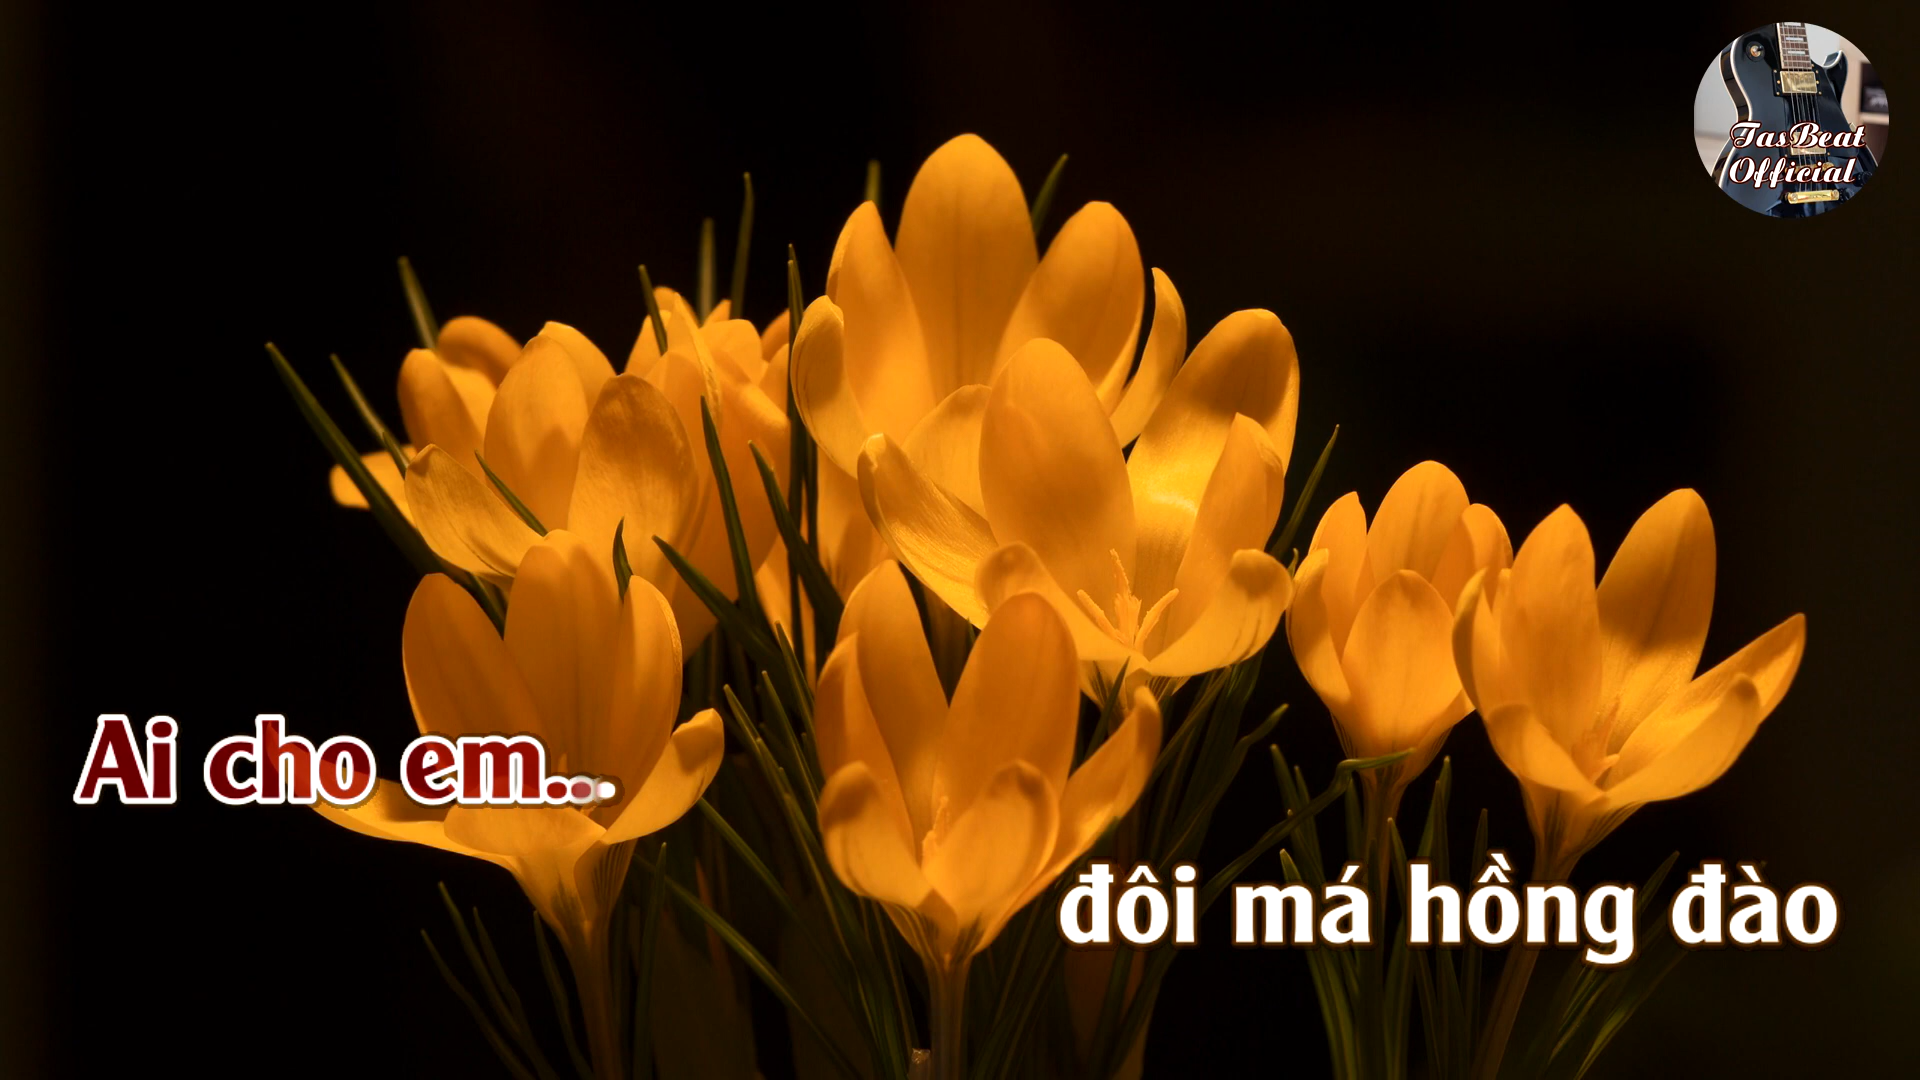 TasBeat
Official
Ai cho em...
đôi má hồng đào